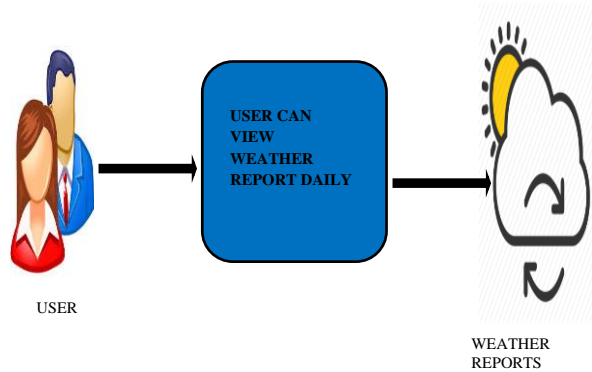 USER CAN
VIEW
WEATHER
REPORT DAILY
USER
WEATHER
REPORTS